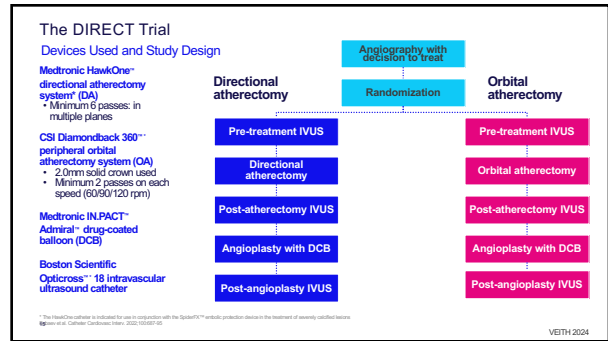 The DIRECT Trial
Devices Used and Study Design
Medtronic HawkOne™
directional atherectomy
system* (DA)
• Minimum 6 passes: in
multiple planes
CSI Diamondback 360™*
peripheral orbital
atherectomy system (OA)
• 2.0mm solid crown used
• Minimum 2 passes on each
speed (60/90/120 rpm)
Medtronic IN.PACT™
Admiral™ drug-coated
balloon (DCB)
Boston Scientific
Opticross™* 18 intravascular
ultrasound catheter
Angiography with
decision to treat
Randomization
Directional
atherectomy
Pre-treatment IVUS
Directional
atherectomy
Post-atherectomy IVUS
Angioplasty with DCB
Post-angioplasty IVUS
Orbital
atherectomy
Pre-treatment IVUS
Orbital atherectomy
Post-atherectomy IVUS
Angioplasty with DCB
Post-angioplasty IVUS
* The HawkOne catheter is indicated for use in conjunction with the SpiderFX™ embolic protection device in the treatment of severely calcified lesions
et al. Catheter Cardiovasc Interv. 2022;100:687-95
VEITH 2024